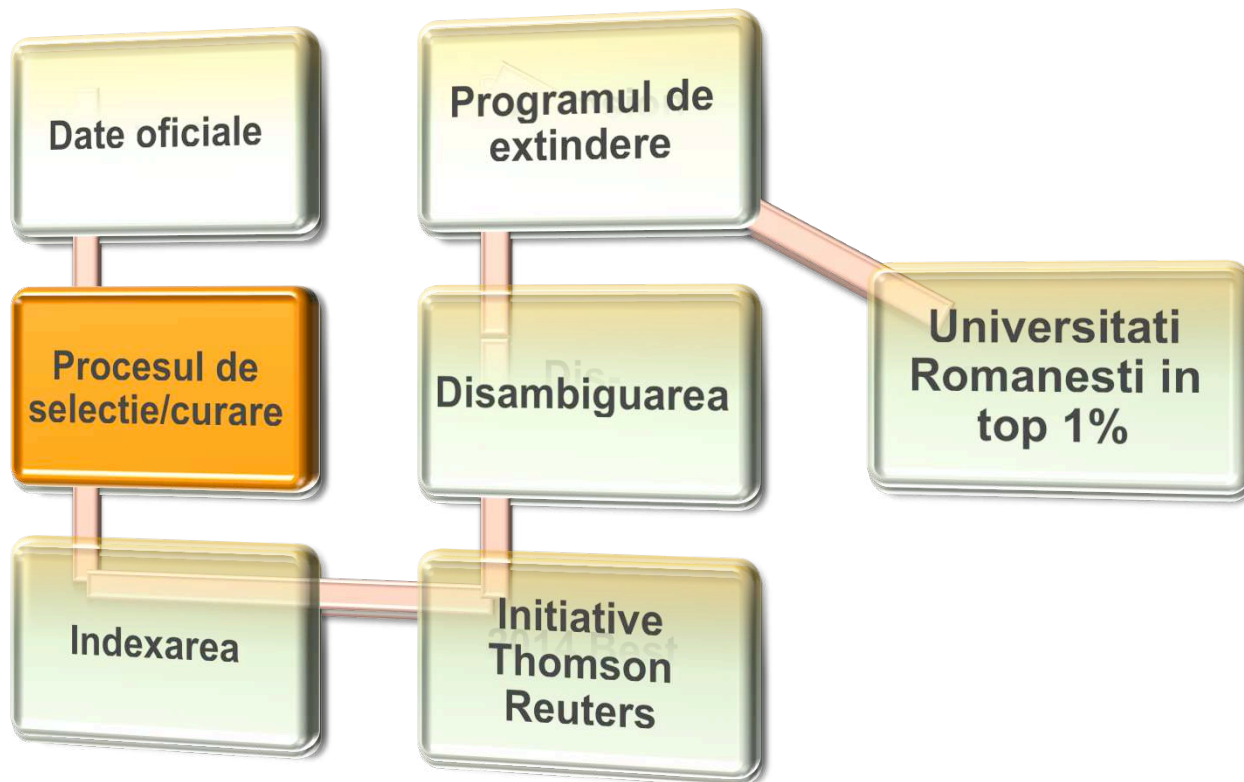 Date oficiale
Procesul de
selectie/curare
Indexarea
Initiative
Thomson
Reuters
Disambiguarea
Programul de
extindere
Universitati
Romanesti in
top 1%